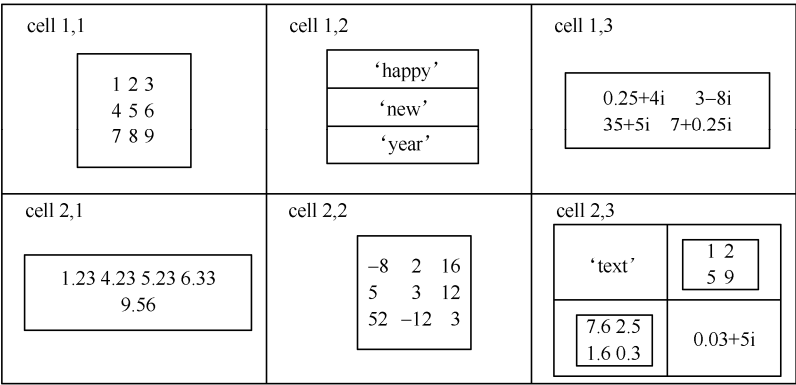 cell 1,1
1 2 3
4 5 6
7 8 9
cell 1,2
‘happy’
‘new’
‘year’
cell 1,3
0.25+4i 3−8i
35+5i 7+0.25i
cell 2,1
1.23 4.23 5.23 6.33
9.56
cell 2,2
−8 2 16
5 3 12
52 −12 3
cell 2,3
‘text’
1 2
5 9
7.6 2.5
1.6 0.3
0.03+5i